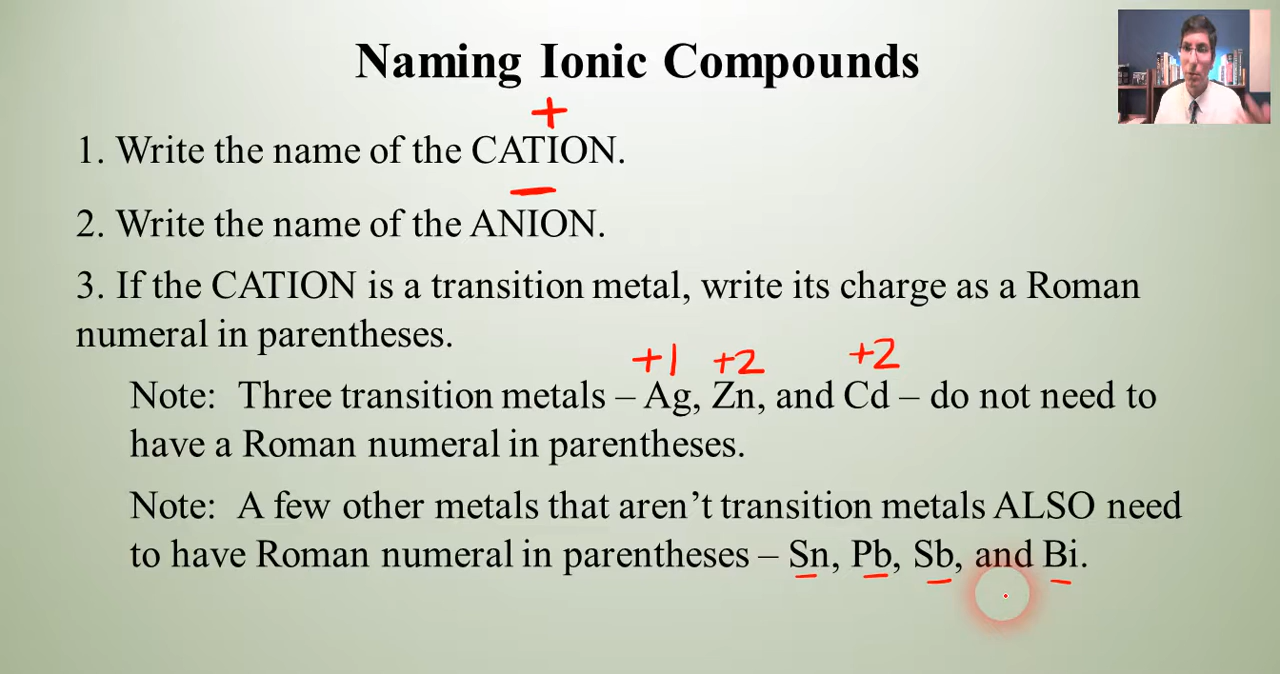 Naming Ionic Compounds
+
1. Write the name of the CATION.
–
2. Write the name of the ANION.
3. If the CATION is a transition metal, write its charge as a Roman
numeral in parentheses.
+1 +2 +2
Note: Three transition metals – Ag, Zn, and Cd – do not need to
have a Roman numeral in parentheses.
Note: A few other metals that aren’t transition metals ALSO need
to have Roman numeral in parentheses – Sn, Pb, Sb, and Bi.